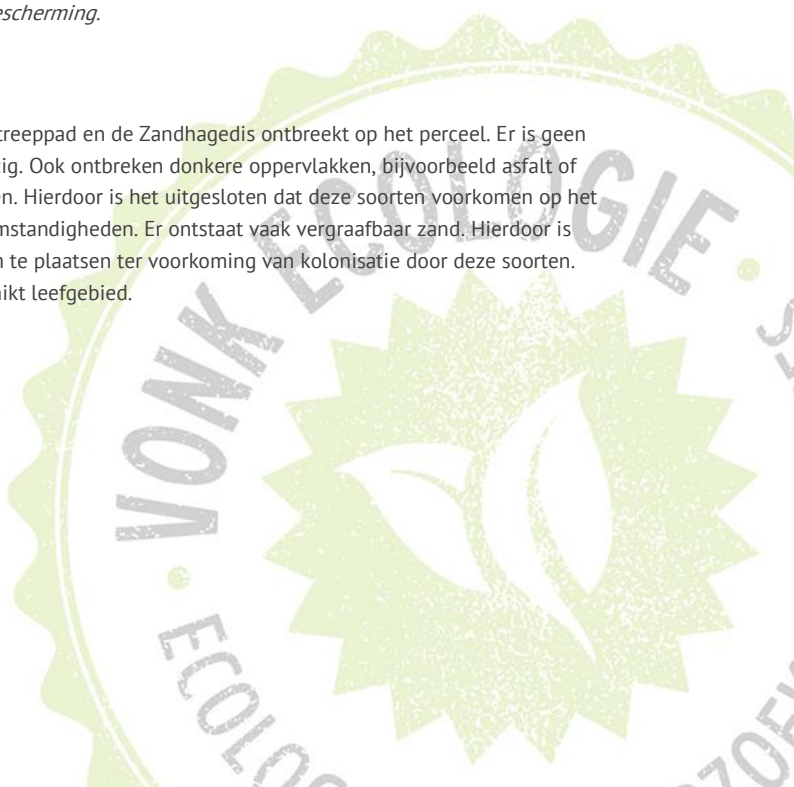 escherming.
treeppad en de Zandhagedis ontbreekt op het perceel. Er is geen
zig. Ook ontbreken donkere oppervlakken, bijvoorbeeld asfalt of
en. Hierdoor is het uitgesloten dat deze soorten voorkomen op het
mstandigheden. Er ontstaat vaak vergraafbaar zand. Hierdoor is
n te plaatsen ter voorkoming van kolonisatie door deze soorten.
ikt leefgebied.
VONK ECOLOGIE